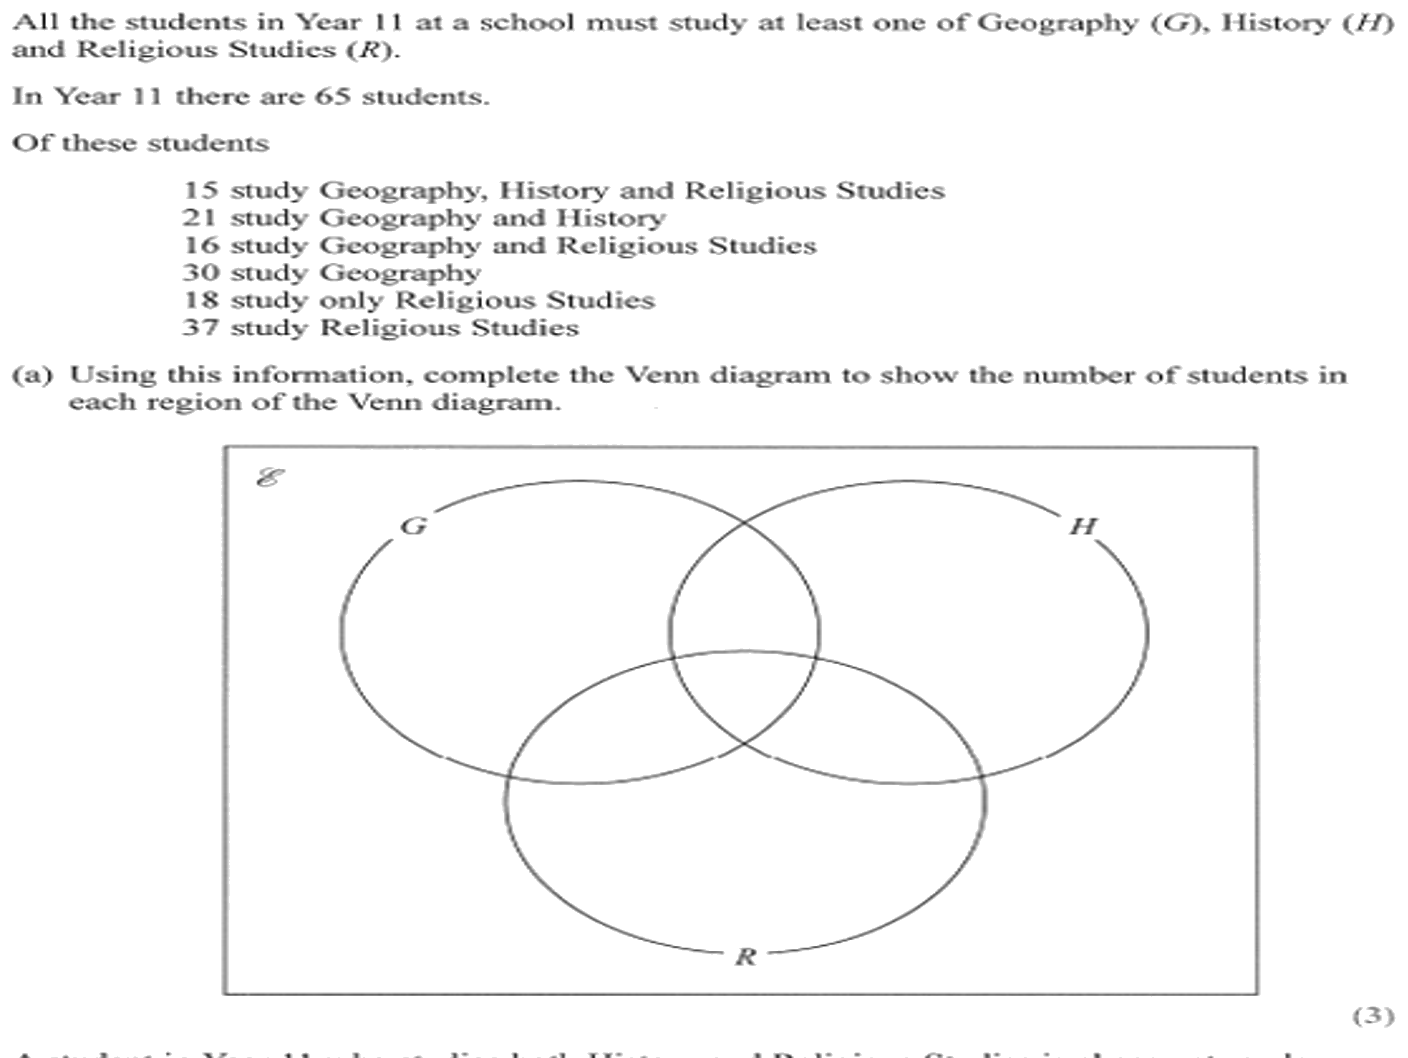 All the students in Year 11 at a school must study at least one of Geography (G), History (H)
and Religious Studies (R).
In Year 11 there are 65 students.
Of these students
15 study Geography, History and Religious Studies
21 study Geography and History
16 study Geography and Religious Studies
30 study Geography
18 study only Religious Studies
37 study Religious Studies
(a) Using this information, complete the Venn diagram to show the number of students in
each region of the Venn diagram.
ℰ
G
H
R
(3)